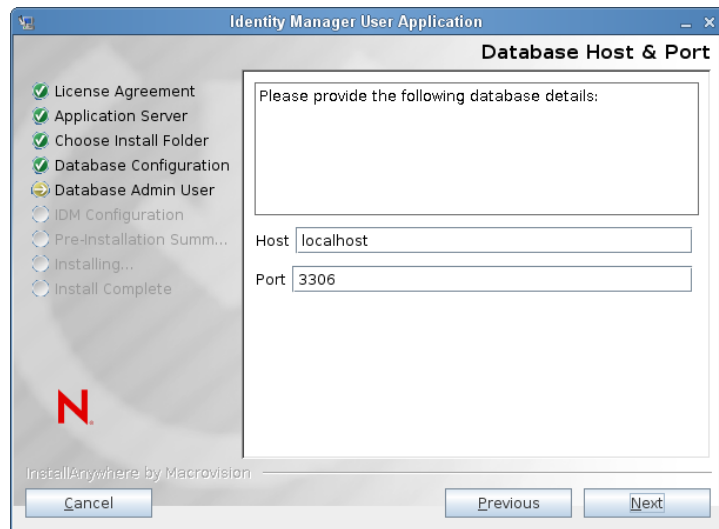 Identity Manager User Application
Database Host & Port
License Agreement
Application Server
Choose Install Folder
Database Configuration
Database Admin User
IDM Configuration
Pre-Installation Summ...
Installing...
Install Complete
Please provide the following database details:
Host localhost
Port 3306
N
InstallAnywhere by Macrovision
Cancel
Previous
Next